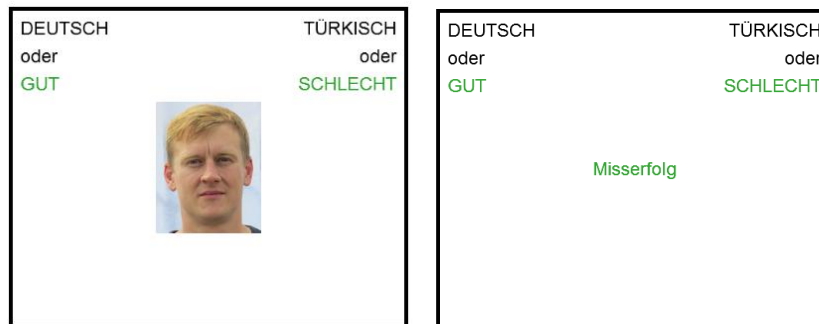 DEUTSCH TÜRKISCH
oder oder
GUT SCHLECHT
DEUTSCH TÜRKISCH
oder oder
GUT SCHLECHT
Misserfolg